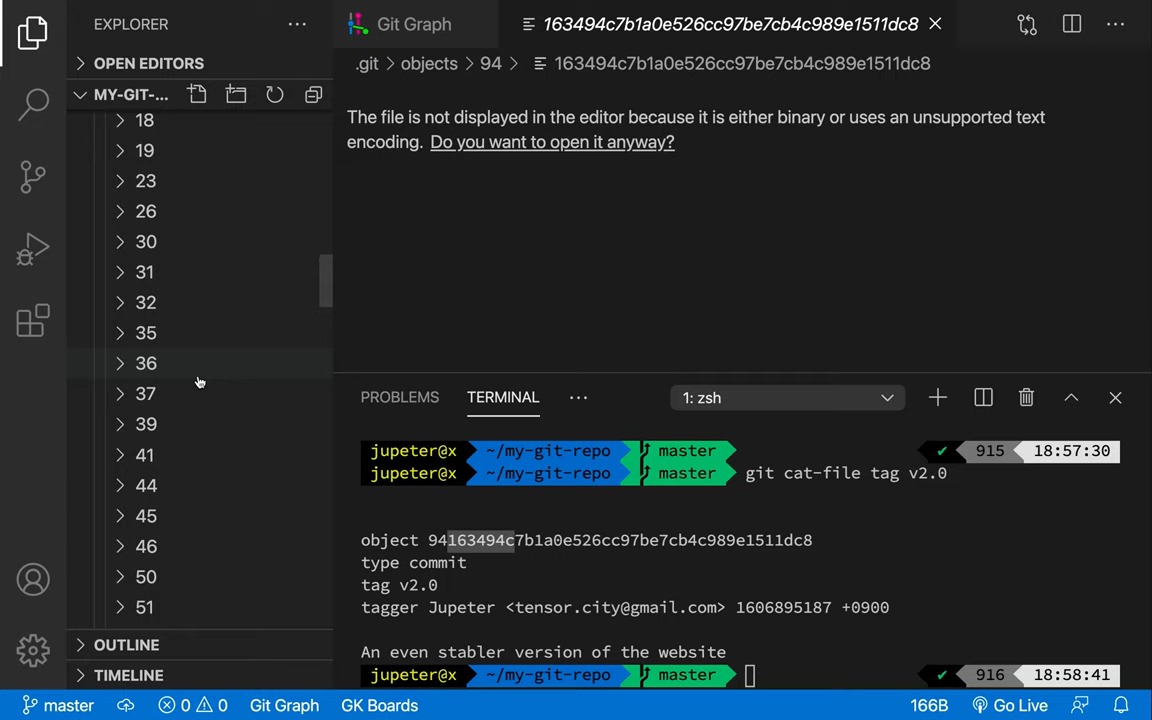 EXPLORER
Git Graph
163494c7b1a0e526cc97be7cb4c989e1511dc8
OPEN EDITORS
MY-GIT-...
.git > objects > 94 > 163494c7b1a0e526cc97be7cb4c989e1511dc8
18
19
23
26
30
31
32
35
36
37
39
41
44
45
46
50
51
OUTLINE
TIMELINE
The file is not displayed in the editor because it is either binary or uses an unsupported text
encoding. Do you want to open it anyway?
PROBLEMS TERMINAL 1: zsh
jupeter@x ~/my-git-repo master ✔ 915 18:57:30
jupeter@x ~/my-git-repo master git cat-file tag v2.0
object 94163494c7b1a0e526cc97be7cb4c989e1511dc8
type commit
tag v2.0
tagger Jupeter <tensor.city@gmail.com> 1606895187 +0900
An even stabler version of the website
jupeter@x ~/my-git-repo master ✔ 916 18:58:41
master 0 0 Git Graph GK Boards 166B Go Live